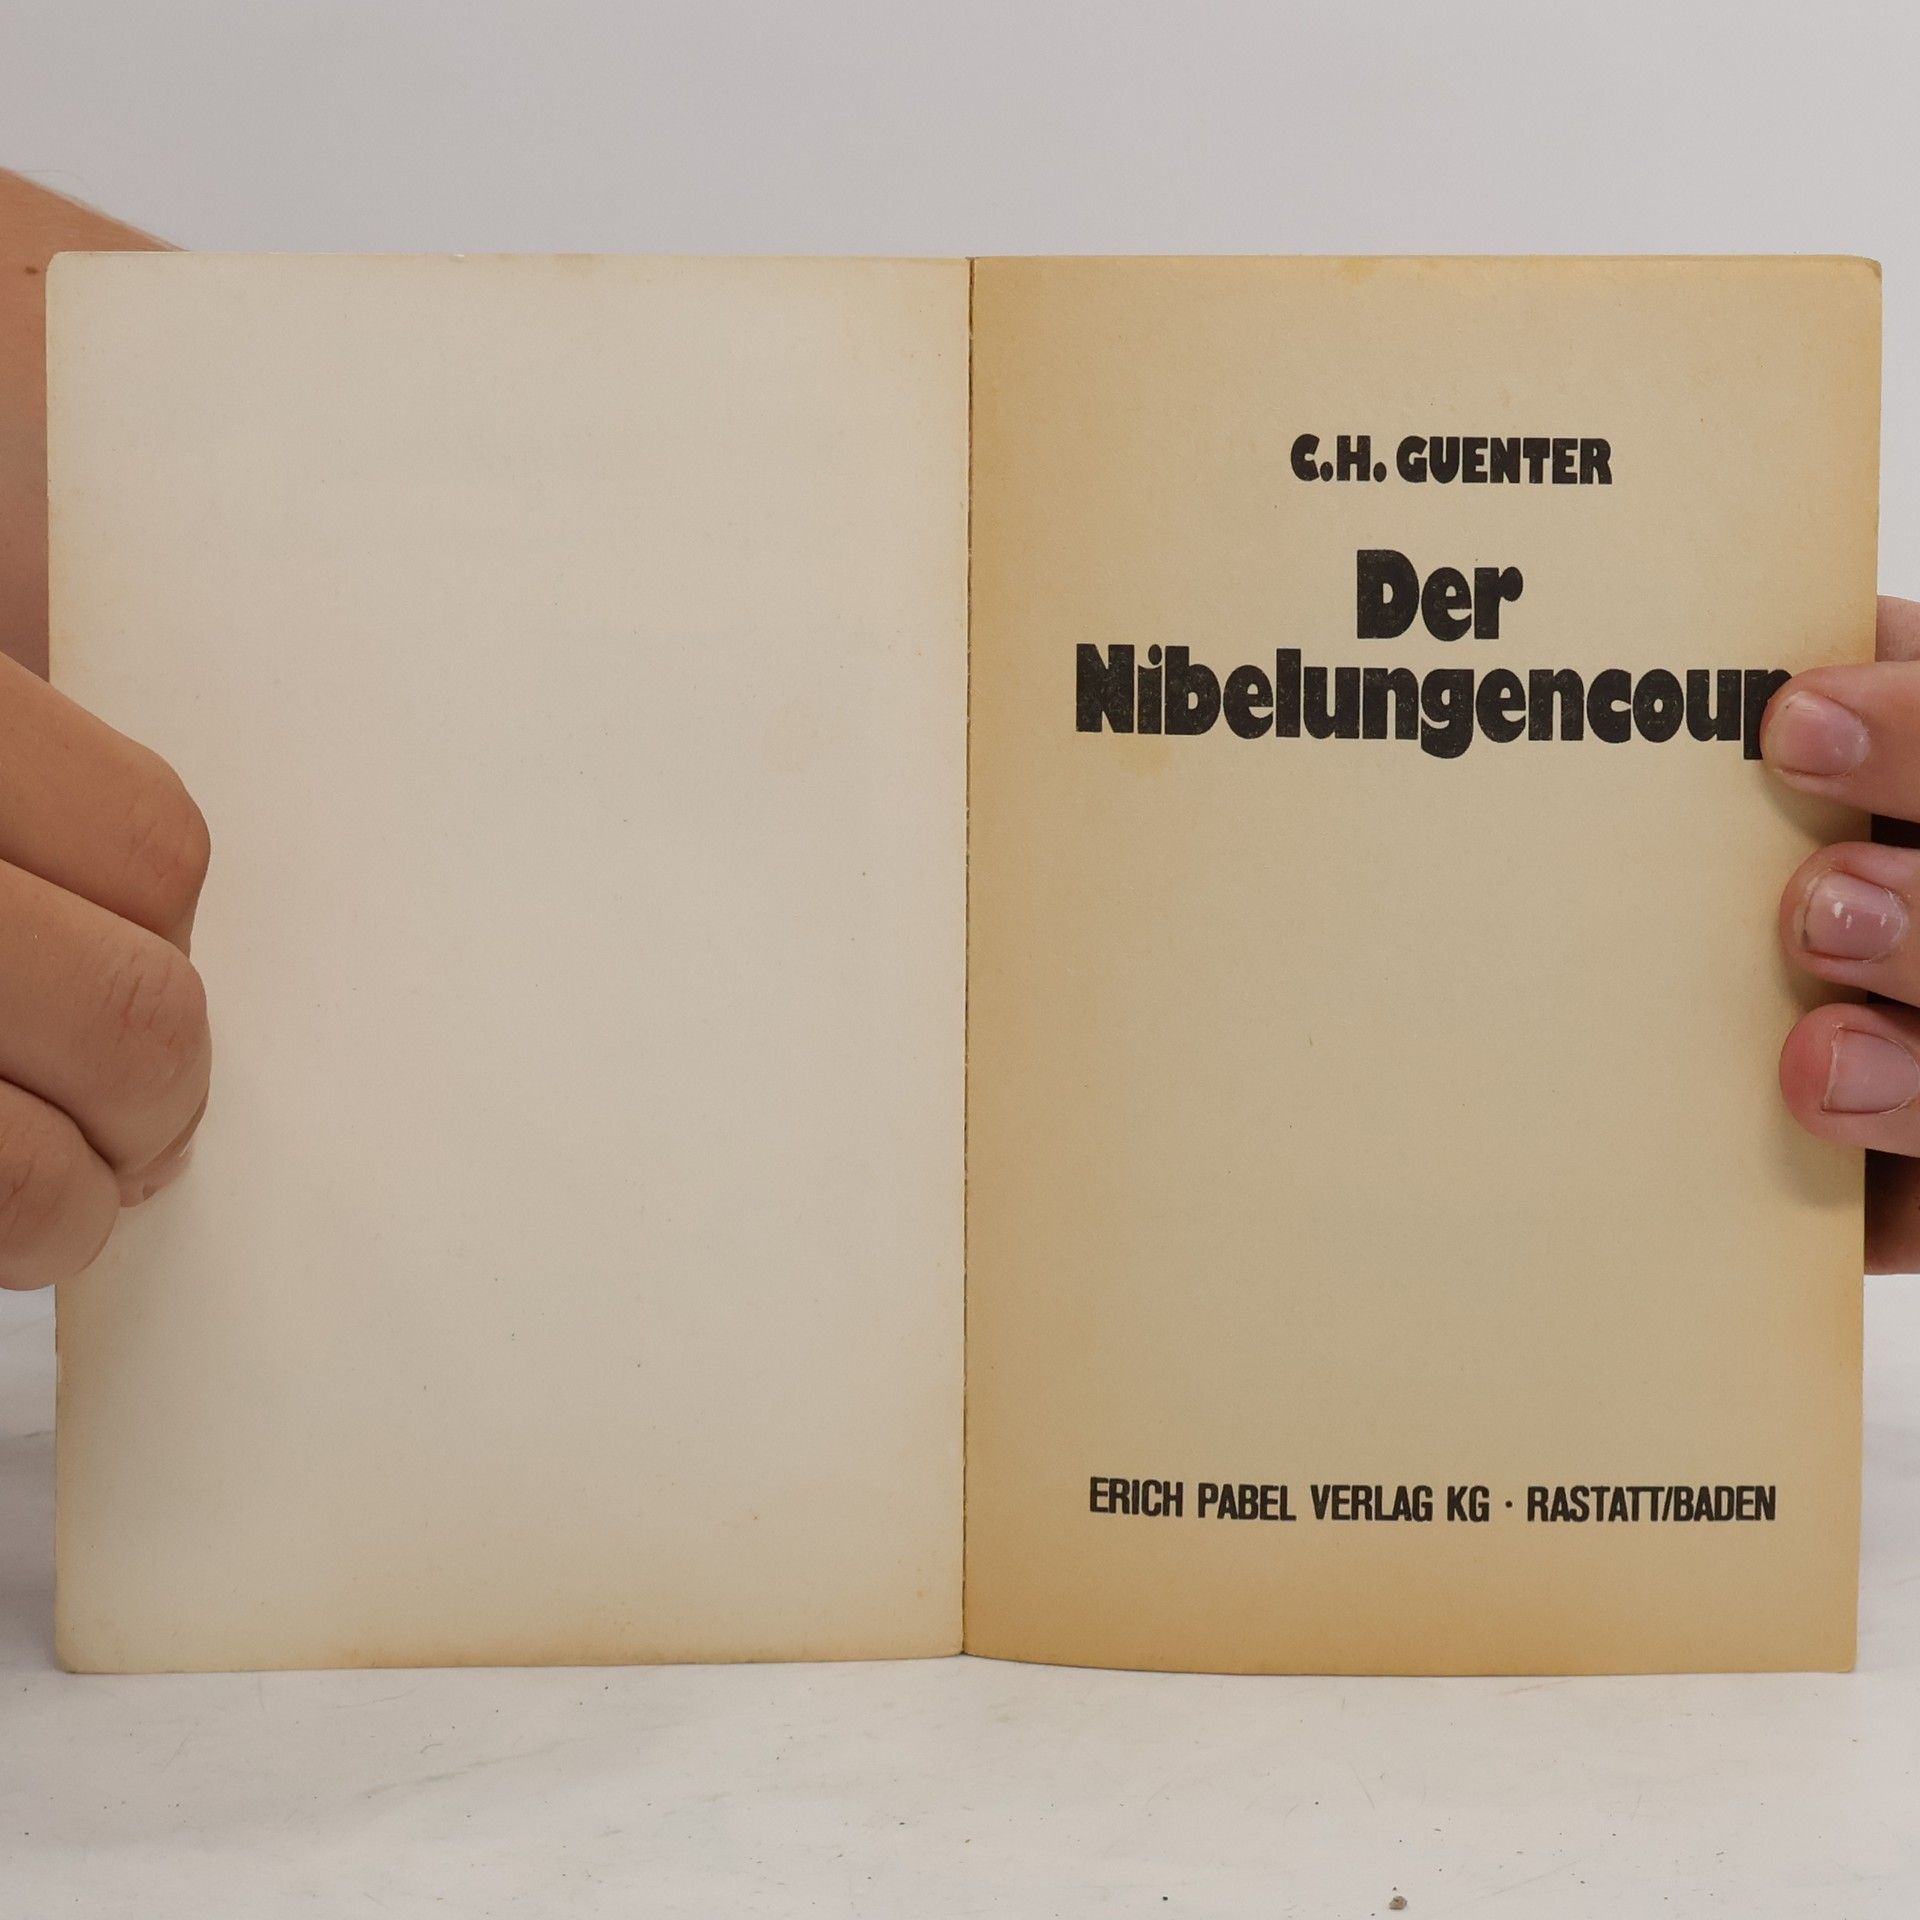 C.H. GUENTER
Der
Nibelungencoup
ERICH PABEL VERLAG KG · RASTATT/BADEN